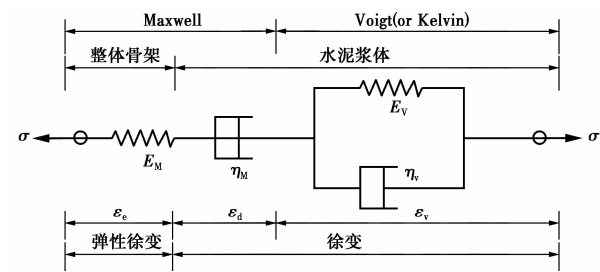 Maxwell Voigt(or Kelvin)
整体骨架 水泥浆体
E_V
σ σ
E_M η_M η_v
ε_e ε_d ε_v
弹性徐变 徐变